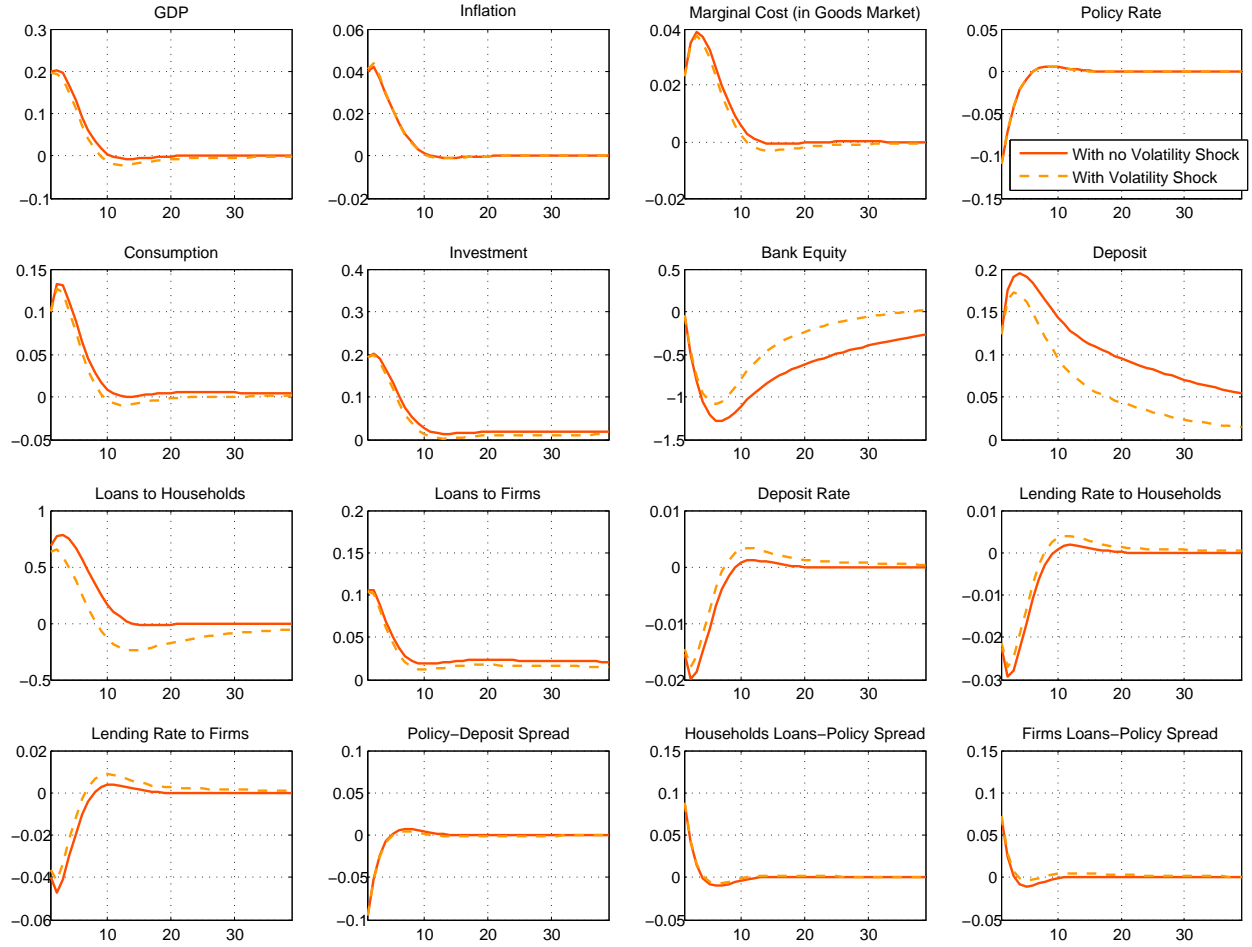 GDP
Inflation
Marginal Cost (in Goods Market)
Policy Rate
0.3
0.2
0.1
0
−0.1
10 20 30
0.06
0.04
0.02
0
−0.02
10 20 30
0.04
0.02
0
−0.02
10 20 30
0.05
0
−0.05
−0.1
−0.15
10 20 30
With no Volatility Shock
With Volatility Shock
Consumption
Investment
Bank Equity
Deposit
0.15
0.1
0.05
0
−0.05
10 20 30
0.4
0.3
0.2
0.1
0
10 20 30
0.5
0
−0.5
−1
−1.5
10 20 30
0.2
0.15
0.1
0.05
0
10 20 30
Loans to Households
Loans to Firms
Deposit Rate
Lending Rate to Households
1
0.5
0
−0.5
10 20 30
0.2
0.15
0.1
0.05
0
10 20 30
0.01
0
−0.01
−0.02
10 20 30
0.01
0
−0.01
−0.02
−0.03
10 20 30
Lending Rate to Firms
Policy−Deposit Spread
Households Loans−Policy Spread
Firms Loans−Policy Spread
0.02
0
−0.02
−0.04
−0.06
10 20 30
0.1
0.05
0
−0.05
−0.1
10 20 30
0.15
0.1
0.05
0
−0.05
10 20 30
0.15
0.1
0.05
0
−0.05
10 20 30